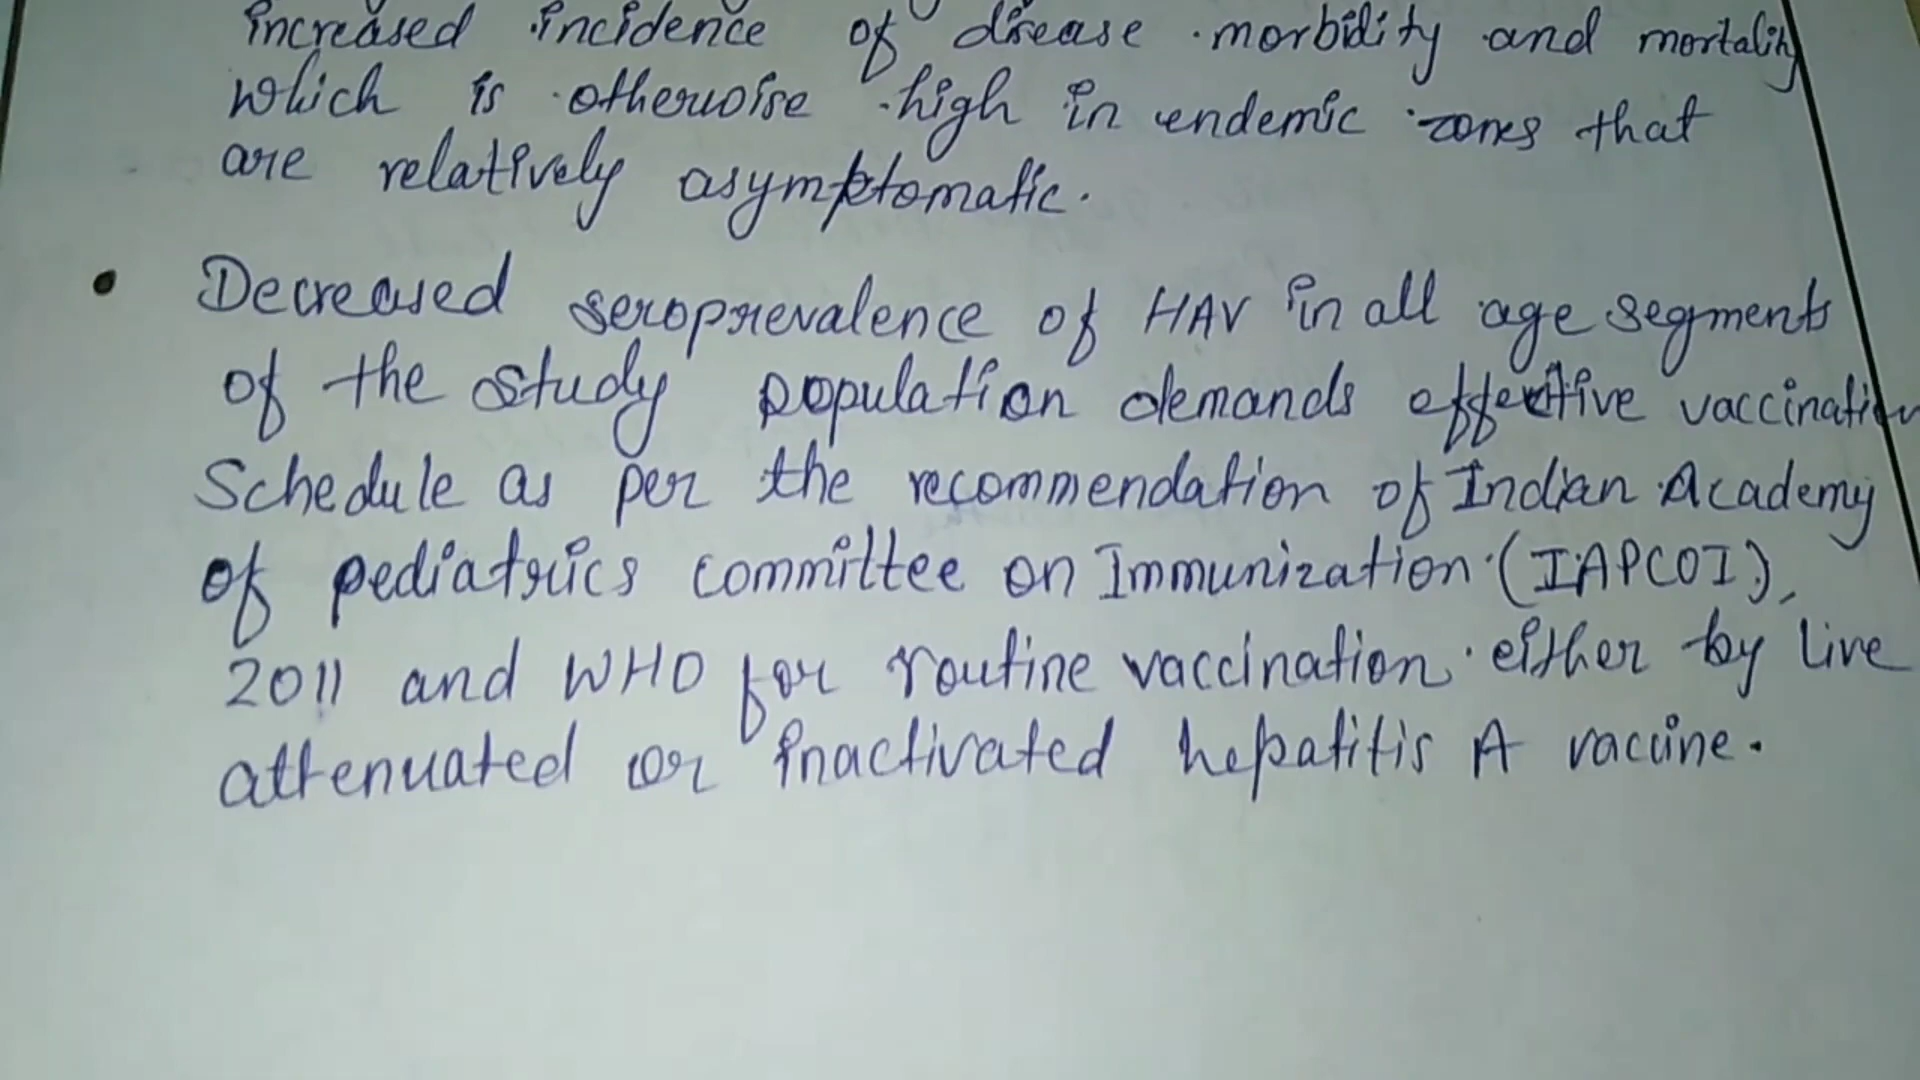 increased incidence of disease morbidity and mortality
which is otherwise high in endemic zones that
are relatively asymptomatic.
• Decreased seroprevalence of HAV in all age segments
of the study population demands effective vaccination
Schedule as per the recommendation of Indian Academy
of pediatrics committee on Immunization (IAPCOI),
2011 and WHO for routine vaccination either by live
attenuated or inactivated hepatitis A vaccine.